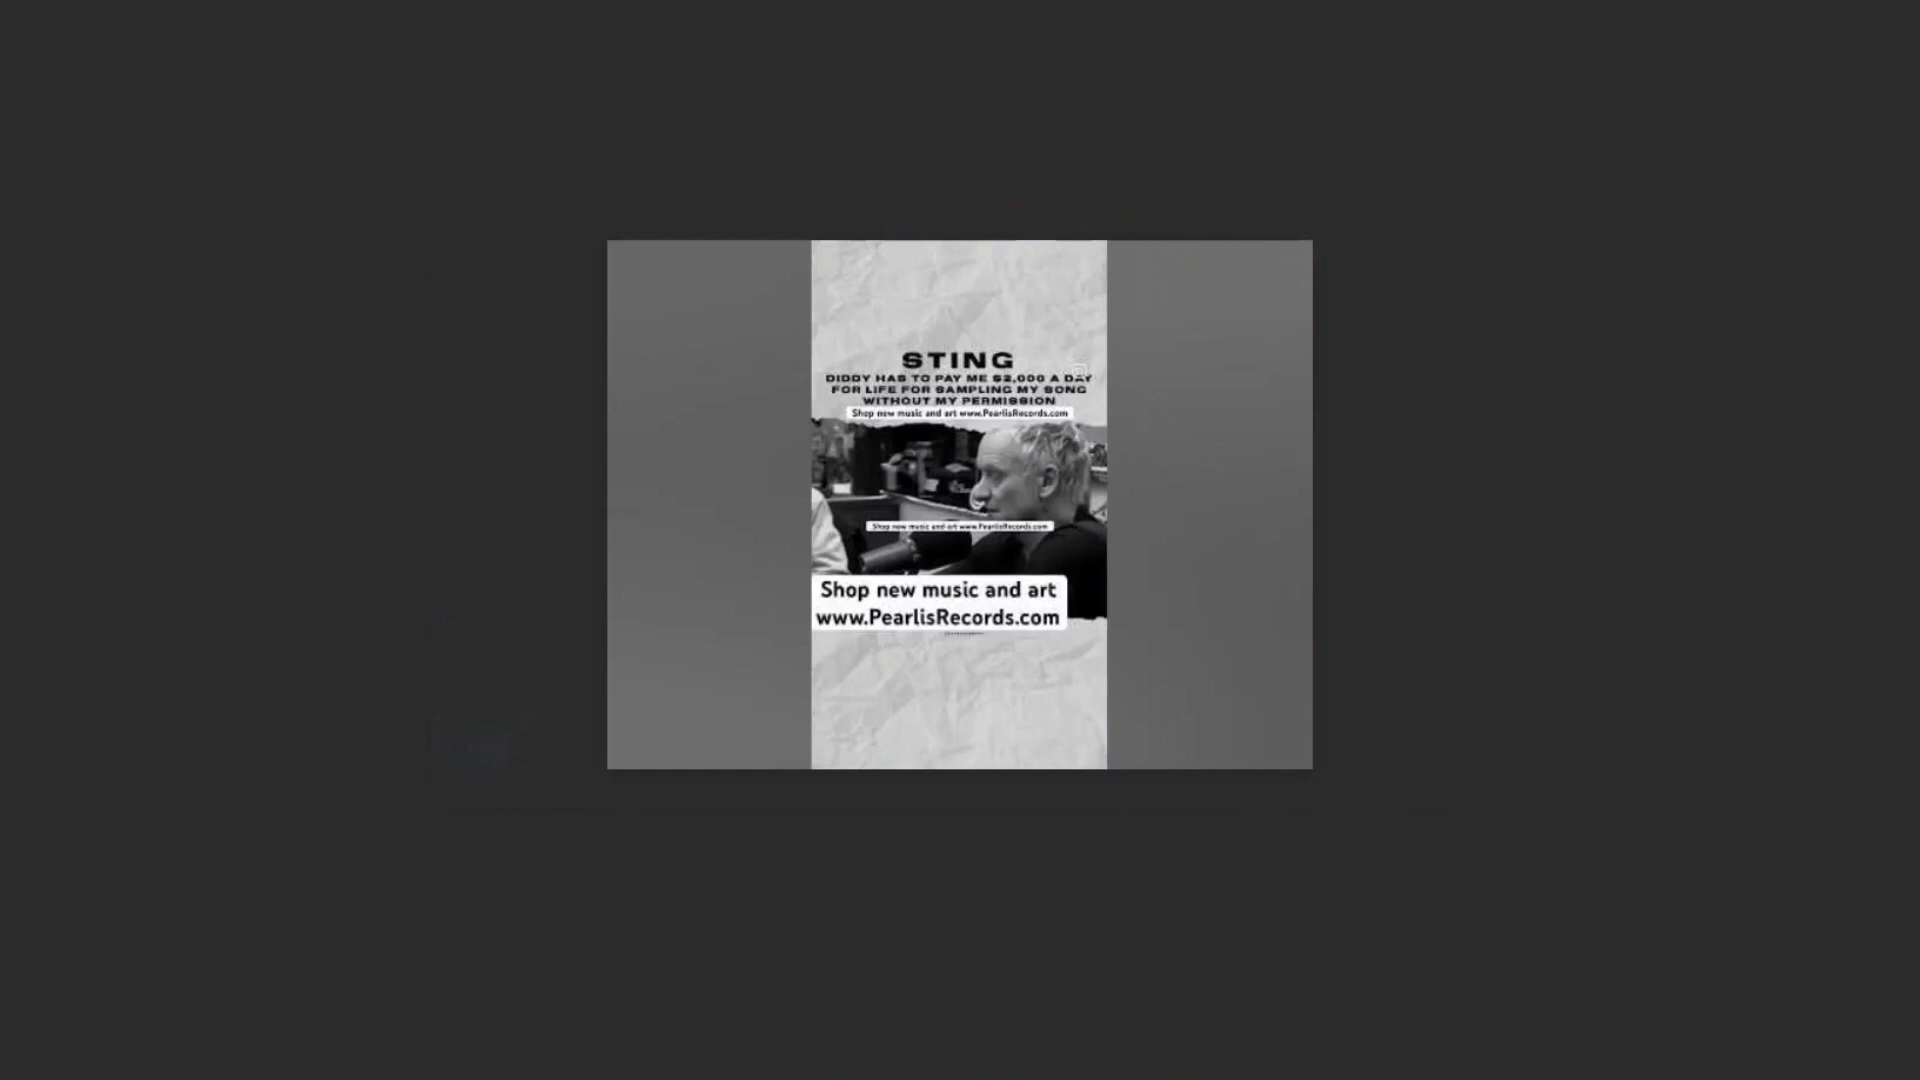 STING
DIDDY HAS TO PAY ME $2,000 A DAY
FOR LIFE FOR SAMPLING MY SONG
WITHOUT MY PERMISSION
Shop new music and art www.PearlisRecords.com
Shop new music and art www.PearlisRecords.com
Shop new music and art
www.PearlisRecords.com